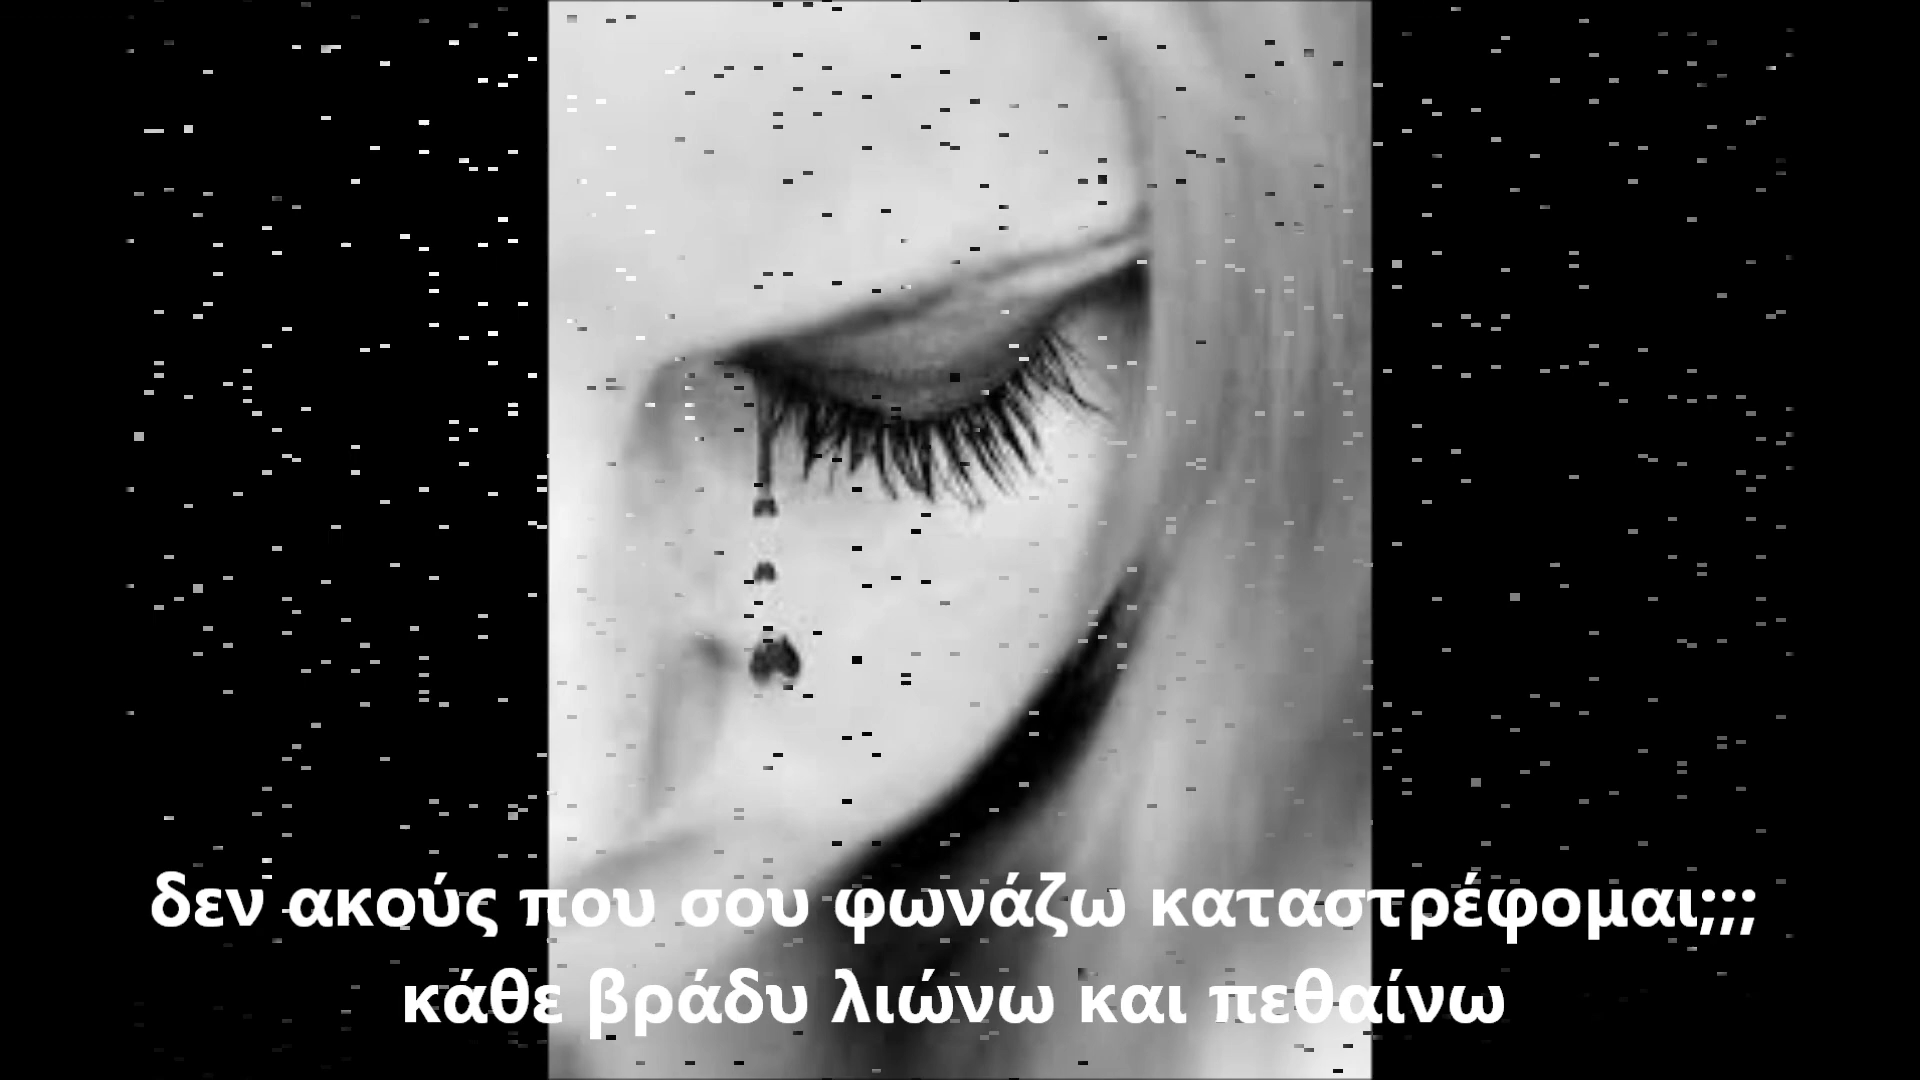 δεν ακούς που σου φωνάζω καταστρέφομαι;;;
κάθε βράδυ λιώνω και πεθαίνω